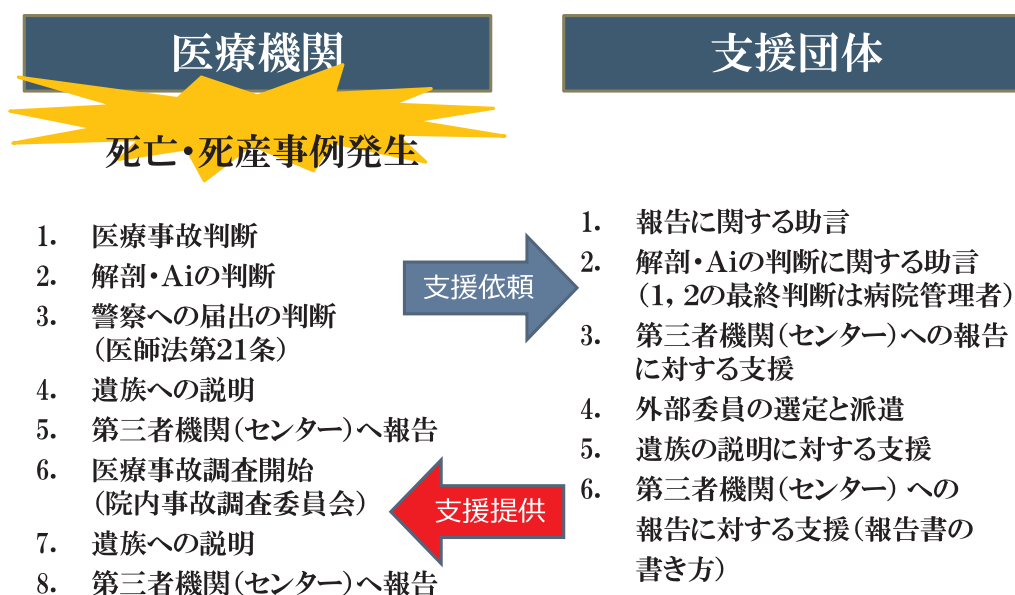 医療機関
死亡・死産事例発生
1. 医療事故判断
2. 解剖・Aiの判断
3. 警察への届出の判断
（医師法第21条）
4. 遺族への説明
5. 第三者機関（センター）へ報告
6. 医療事故調査開始
（院内事故調査委員会）
7. 遺族への説明
8. 第三者機関（センター）へ報告
支援依頼
支援提供
支援団体
1. 報告に関する助言
2. 解剖・Aiの判断に関する助言
（1, 2の最終判断は病院管理者）
3. 第三者機関（センター）への報告
に対する支援
4. 外部委員の選定と派遣
5. 遺族の説明に対する支援
6. 第三者機関（センター） への
報告に対する支援（報告書の
書き方）